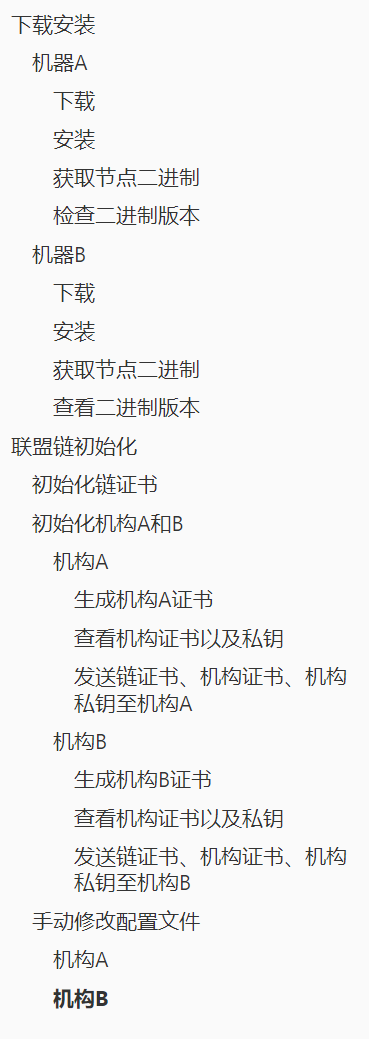 下载安装
机器A
下载
安装
获取节点二进制
检查二进制版本
机器B
下载
安装
获取节点二进制
查看二进制版本
联盟链初始化
初始化链证书
初始化机构A和B
机构A
生成机构A证书
查看机构证书以及私钥
发送链证书、机构证书、机构
私钥至机构A
机构B
生成机构B证书
查看机构证书以及私钥
发送链证书、机构证书、机构
私钥至机构B
手动修改配置文件
机构A
机构B